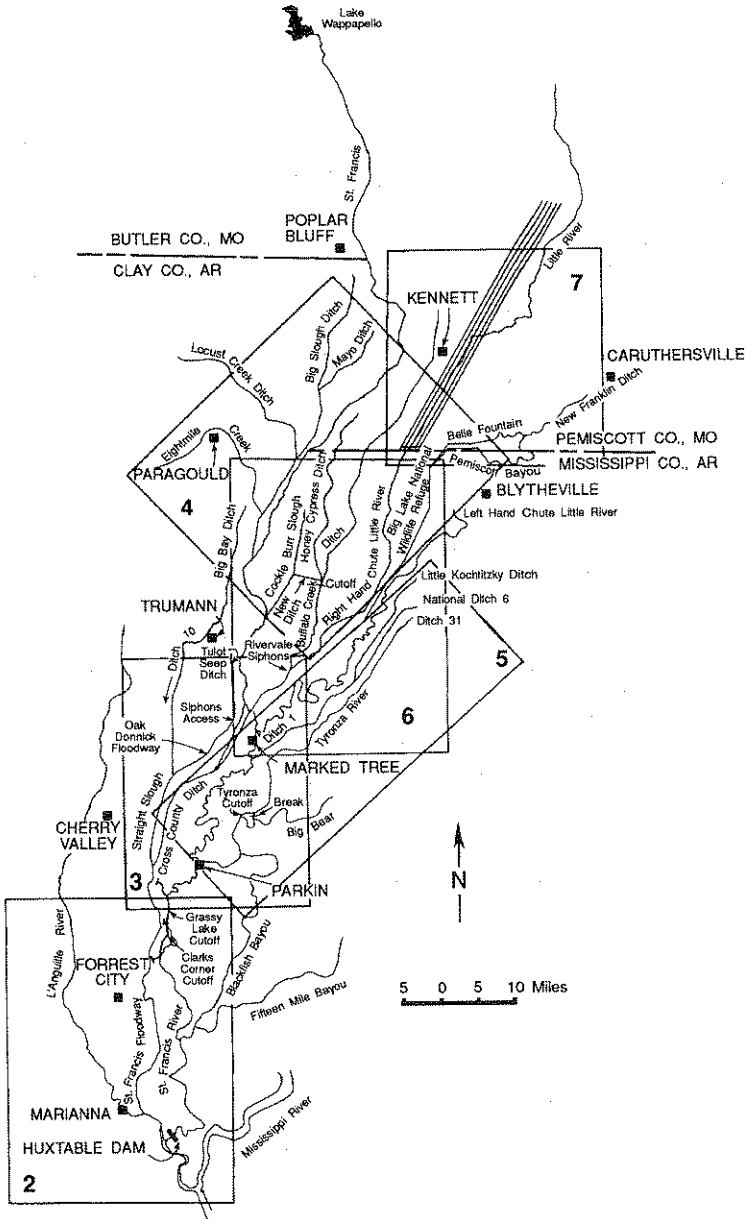 Lake
Wappapello
St. Francis
POPLAR
BLUFF
BUTLER CO., MO
CLAY CO., AR
Little River
7
KENNETT
CARUTHERSVILLE
New Franklin Ditch
Belle Fountain
PEMISCOTT CO., MO
Pemiscott Bayou
MISSISSIPPI CO., AR
BLYTHEVILLE
Left Hand Chute Little River
Locust Creek Ditch
Big Slough Ditch
Mayo Ditch
Eightmile Creek
PARAGOULD
4
Big Bay Ditch
Cockle Burr Slough
Honey Cypress Ditch
Ditch
Right Hand Chute Little River
Big Lake National
Wildlife Refuge
New
Ditch
Cutoff
Buffalo Creek
Little Kochtitzky Ditch
National Ditch 6
Ditch 31
5
TRUMANN
Ditch 10
Tulot
Seep
Ditch
Rivervale
Siphons
Siphons
Access
Oak
Donnick
Floodway
Ditch 1
Tyronza River
6
MARKED TREE
Straight Slough
Cross County Ditch
Tyronza
Cutoff
Break
Big Bear
CHERRY
VALLEY
3
PARKIN
N
Grassy
Lake
Cutoff
Clarks
Corner
Cutoff
Blackfish Bayou
Fifteen Mile Bayou
5 0 5 10 Miles
L'Anguille River
FORREST
CITY
St. Francis Floodway
St. Francis River
MARIANNA
HUXTABLE DAM
Mississippi River
2